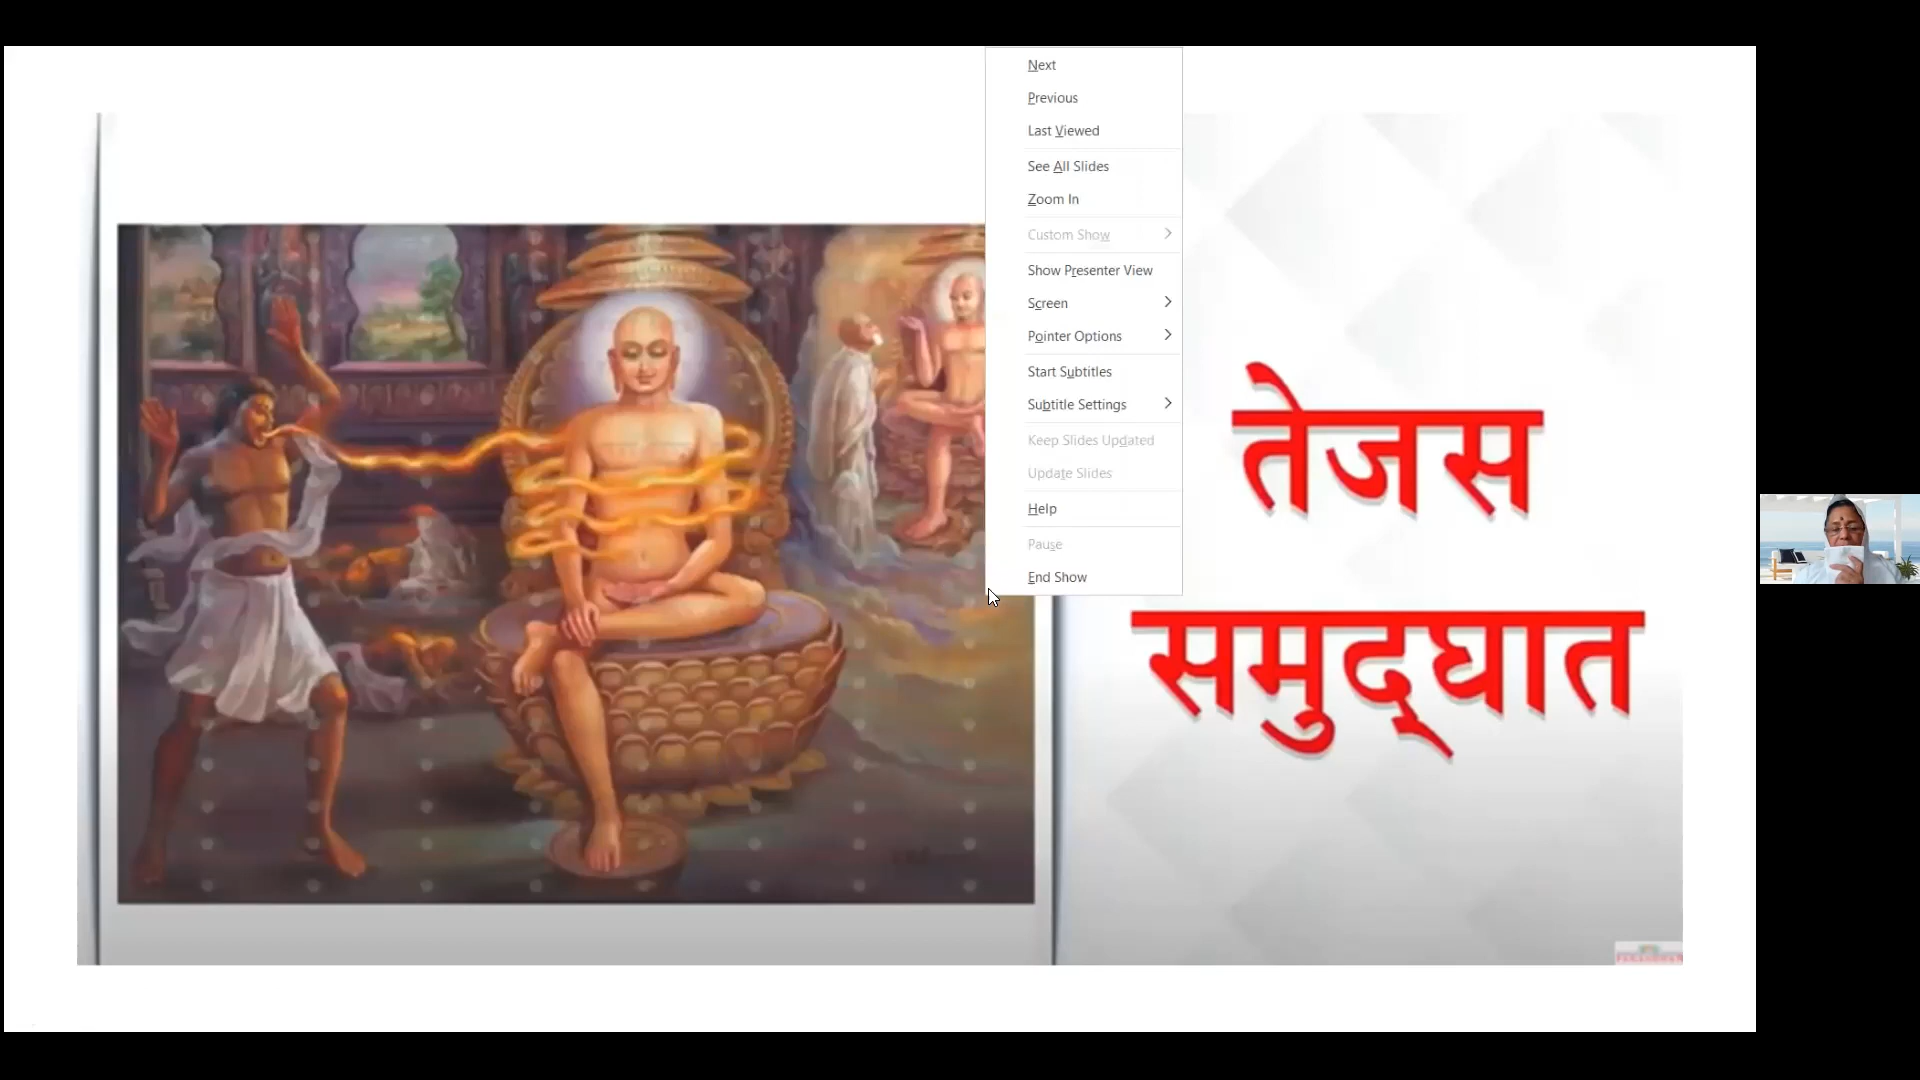 Next
Previous
Last Viewed
See All Slides
Zoom In
Custom Show
Show Presenter View
Screen
Pointer Options
Start Subtitles
Subtitle Settings
Keep Slides Updated
Update Slides
Help
Pause
End Show
तेजस
समुद्घात